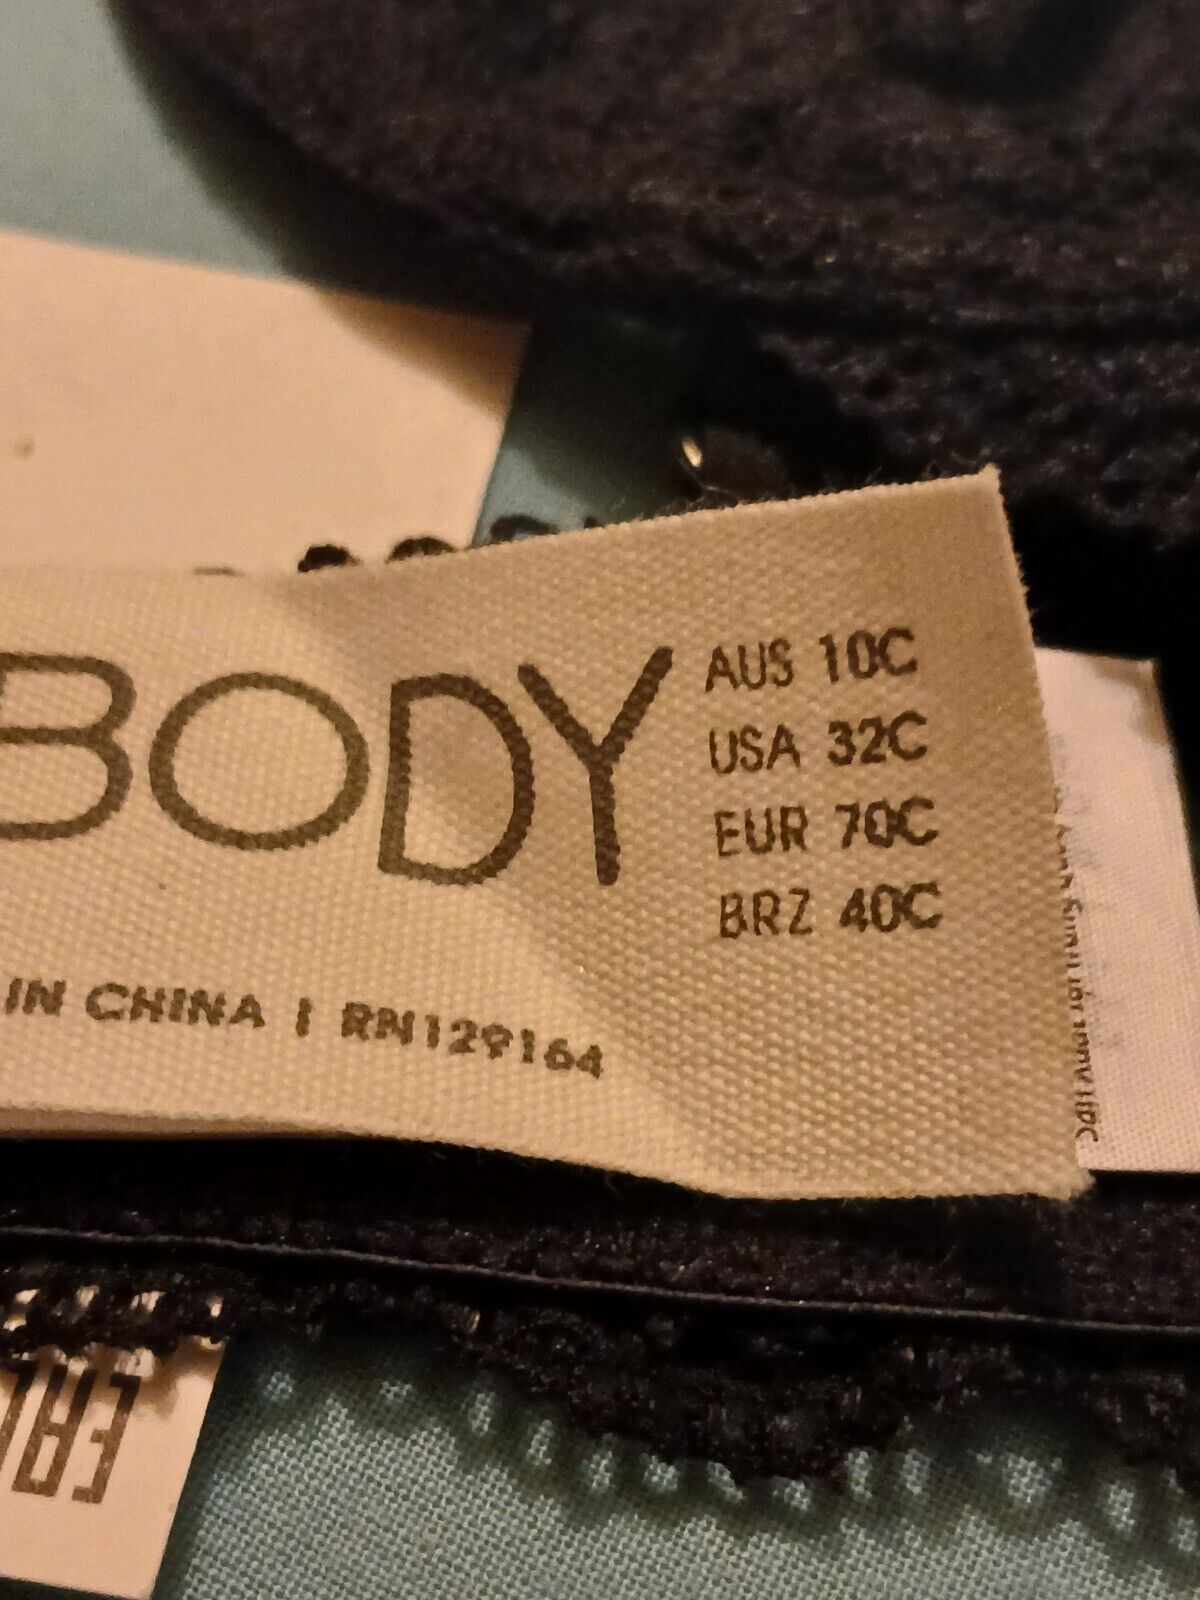 BODY
AUS 10C
USA 32C
EUR 70C
BRZ 40C
IN CHINA | RN129164